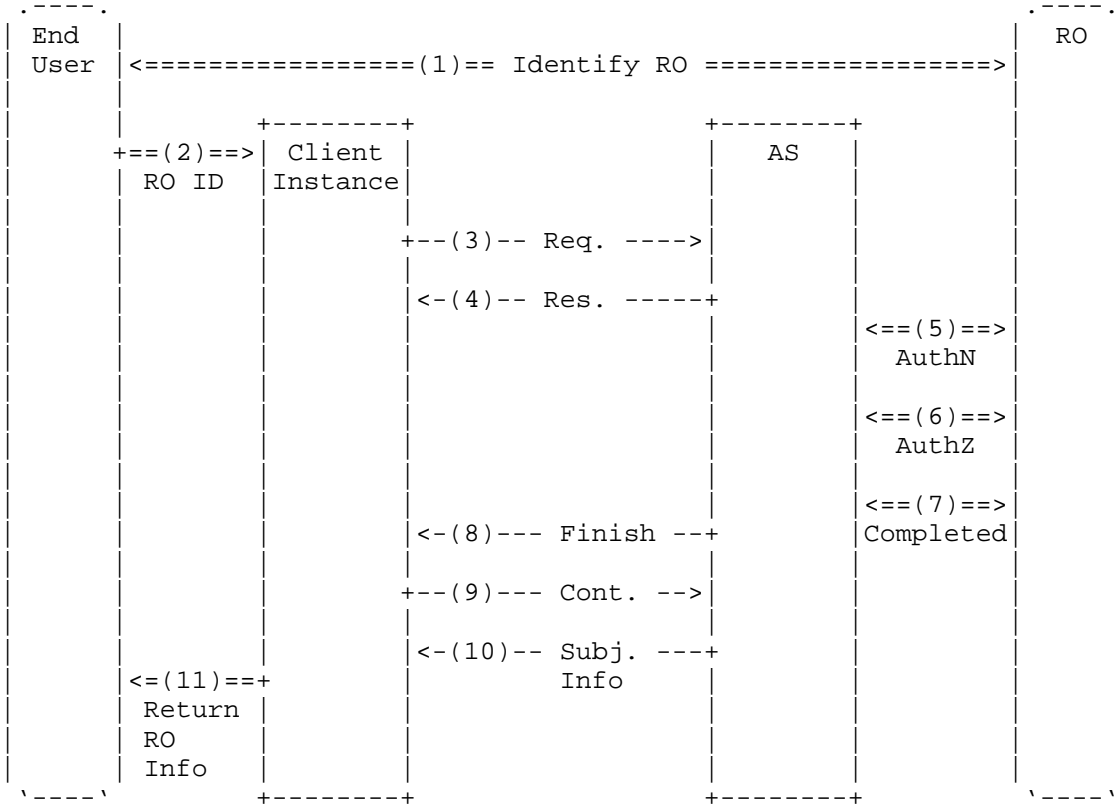 End RO
User <==================(1)== Identify RO ==================>
+==(2)==> Client AS
RO ID Instance
+--(3)-- Req. ---->
<-(4)-- Res. -----+
<==(5)==>
AuthN
<==(6)==>
AuthZ
<==(7)==>
<-(8)--- Finish --+ Completed
+--(9)--- Cont. -->
<-(10)-- Subj. ---+
<=(11)==+ Info
Return
RO
Info